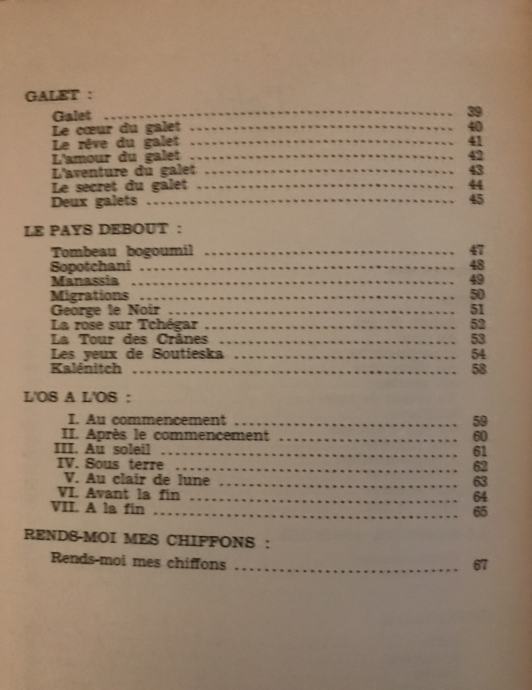 GALET :
Galet ........ 39
Le cœur du galet ........ 40
Le rêve du galet ........ 41
L'amour du galet ........ 42
L'aventure du galet ........ 43
Le secret du galet ........ 44
Deux galets ........ 45
LE PAYS DEBOUT :
Tombeau bogoumil ........ 47
Sopotchani ........ 48
Manassia ........ 49
Migrations ........ 50
George le Noir ........ 51
La rose sur Tchégar ........ 52
La Tour des Crânes ........ 53
Les yeux de Soutieska ........ 54
Kalénitch ........ 58
L'OS A L'OS :
I. Au commencement ........ 59
II. Après le commencement ........ 60
III. Au soleil ........ 61
IV. Sous terre ........ 62
V. Au clair de lune ........ 63
VI. Avant la fin ........ 64
VII. A la fin ........ 65
RENDS-MOI MES CHIFFONS :
Rends-moi mes chiffons ........ 67